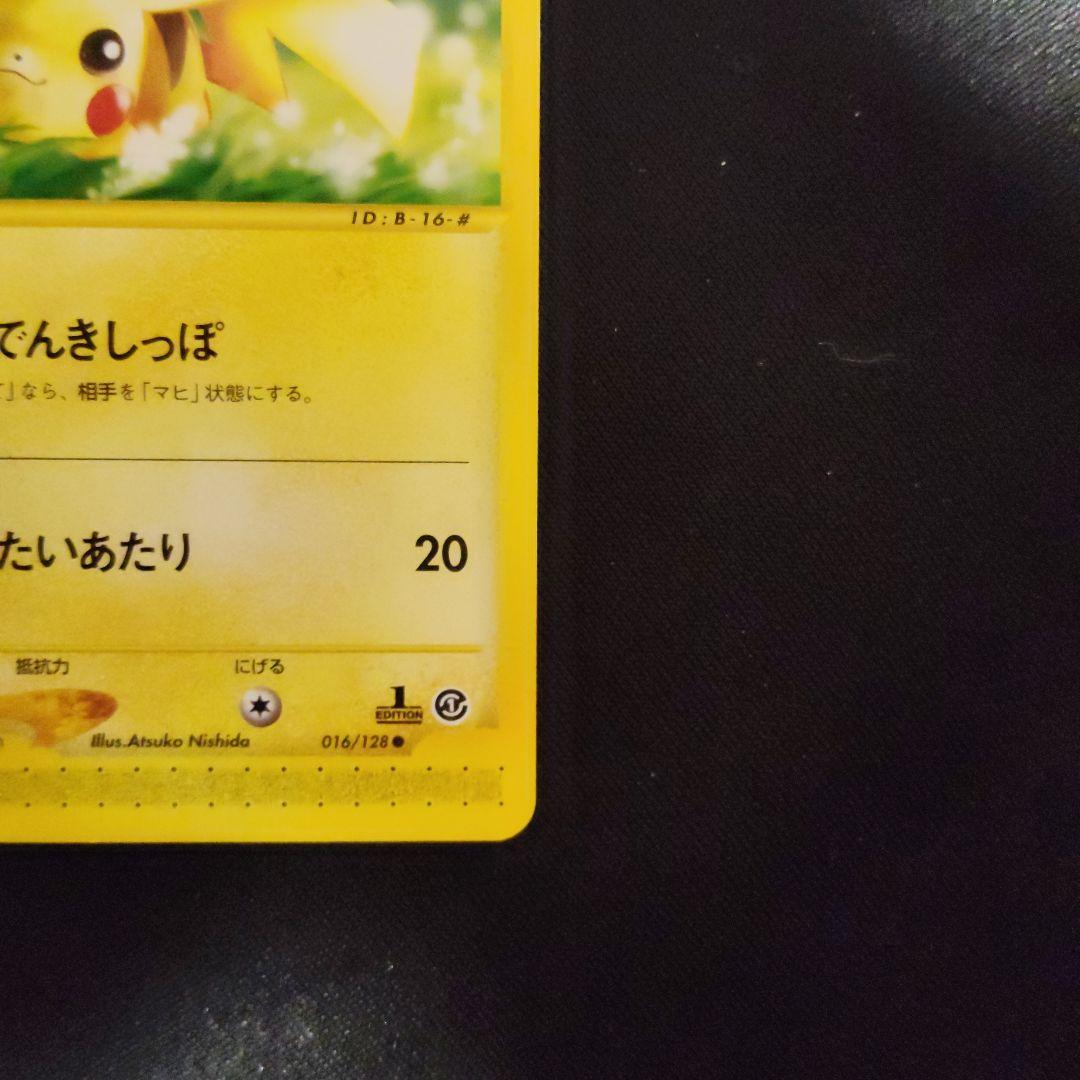 ID:B-16-#
でんきしっぽ
」なら、相手を「マヒ」状態にする。
たいあたり 20
抵抗力 にげる
1 EDITION
Illus.Atsuko Nishida 016/128●